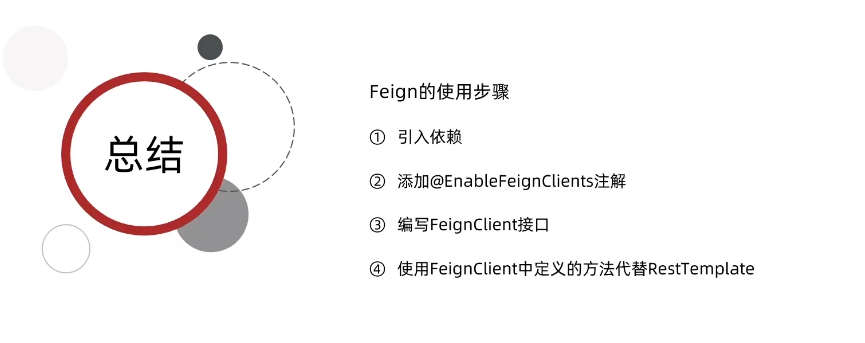 总结
Feign的使用步骤
① 引入依赖
② 添加@EnableFeignClients注解
③ 编写FeignClient接口
④ 使用FeignClient中定义的方法代替RestTemplate